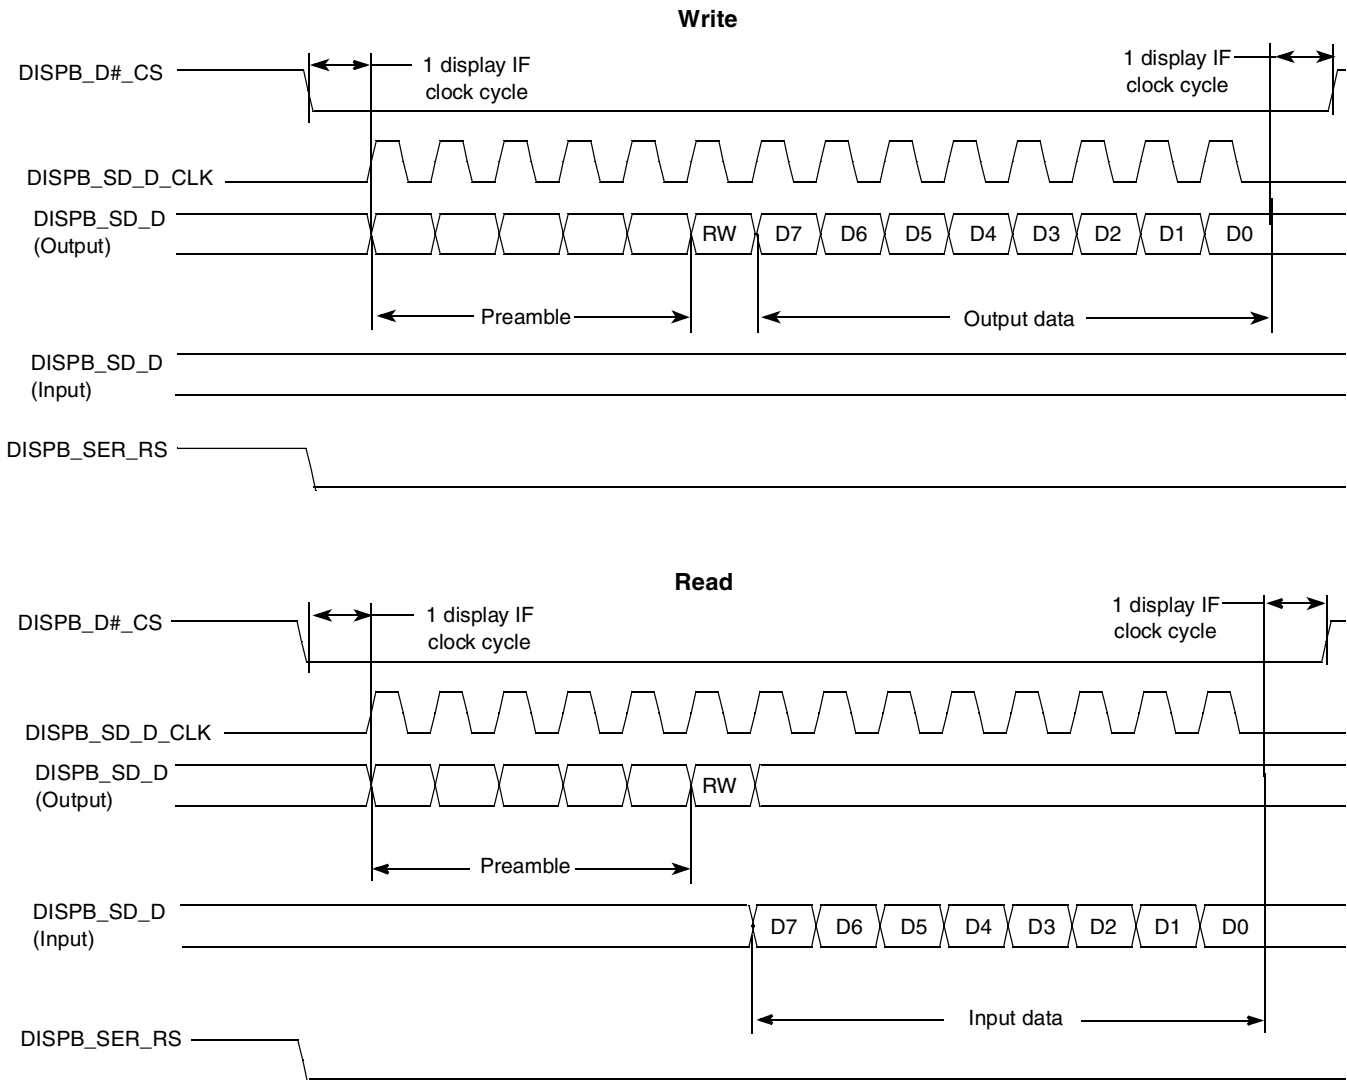 Write
DISPB_D#_CS
1 display IF
clock cycle
1 display IF
clock cycle
DISPB_SD_D_CLK
DISPB_SD_D
(Output)
RW D7 D6 D5 D4 D3 D2 D1 D0
Preamble
Output data
DISPB_SD_D
(Input)
DISPB_SER_RS
Read
DISPB_D#_CS
1 display IF
clock cycle
1 display IF
clock cycle
DISPB_SD_D_CLK
DISPB_SD_D
(Output)
RW
Preamble
DISPB_SD_D
(Input)
D7 D6 D5 D4 D3 D2 D1 D0
Input data
DISPB_SER_RS